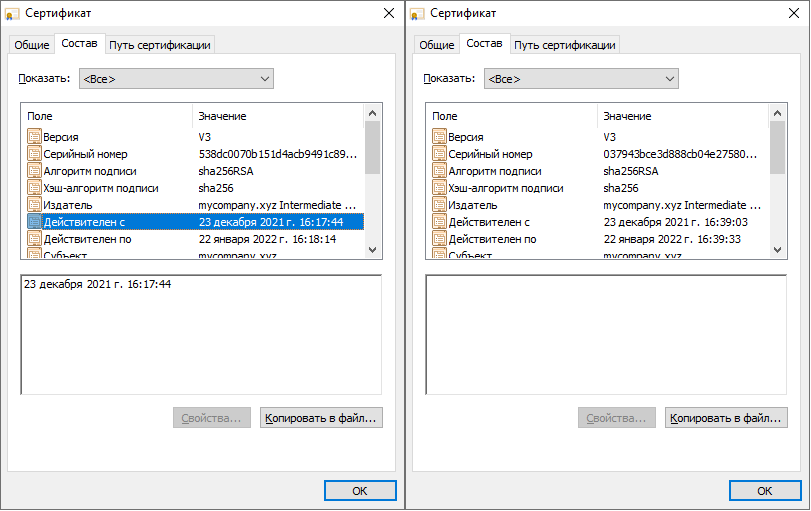 Сертификат
Общие Состав Путь сертификации
Показать: <Все>
Поле Значение
Версия V3
Серийный номер 538dc0070b151d4acb9491c89...
Алгоритм подписи sha256RSA
Хэш-алгоритм подписи sha256
Издатель mycompany.xyz Intermediate ...
Действителен с 23 декабря 2021 г. 16:17:44
Действителен по 22 января 2022 г. 16:18:14
Субъект mycompany.xyz
23 декабря 2021 г. 16:17:44
Свойства... Копировать в файл...
ОК
Сертификат
Общие Состав Путь сертификации
Показать: <Все>
Поле Значение
Версия V3
Серийный номер 037943bce3d888cb04e27580...
Алгоритм подписи sha256RSA
Хэш-алгоритм подписи sha256
Издатель mycompany.xyz Intermediate ...
Действителен с 23 декабря 2021 г. 16:39:03
Действителен по 22 января 2022 г. 16:39:33
Субъект mycompany.xyz
Свойства... Копировать в файл...
ОК